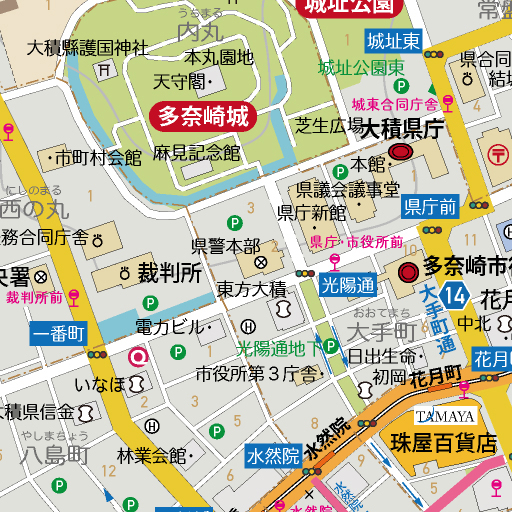 城址公園
常盤
うちまる
内丸
城址東
大積縣護国神社
本丸園地
天守閣・
城址公園東
県合同
結城
多奈崎城
城東合同庁舎
芝生広場
大積県庁
・市町村会館
麻見記念館
本館・
にしのまる
西の丸
県議会議事堂
県庁新館
県庁前
務合同庁舎
県警本部
県庁・市役所前
裁判所
央署
裁判所前
東方大積
光陽通
多奈崎市役
14
大手町通
花月
一番町
電力ビル・
おおてまち
大手町
中北
光陽通地下
日出生命・
いなほ
市役所第3庁舎・
初岡
花月町
花月
大積県信金
TAMAYA
珠屋百貨店
やしまちょう
八島町
林業会館・
水然院
水然院
水然院
水然院前